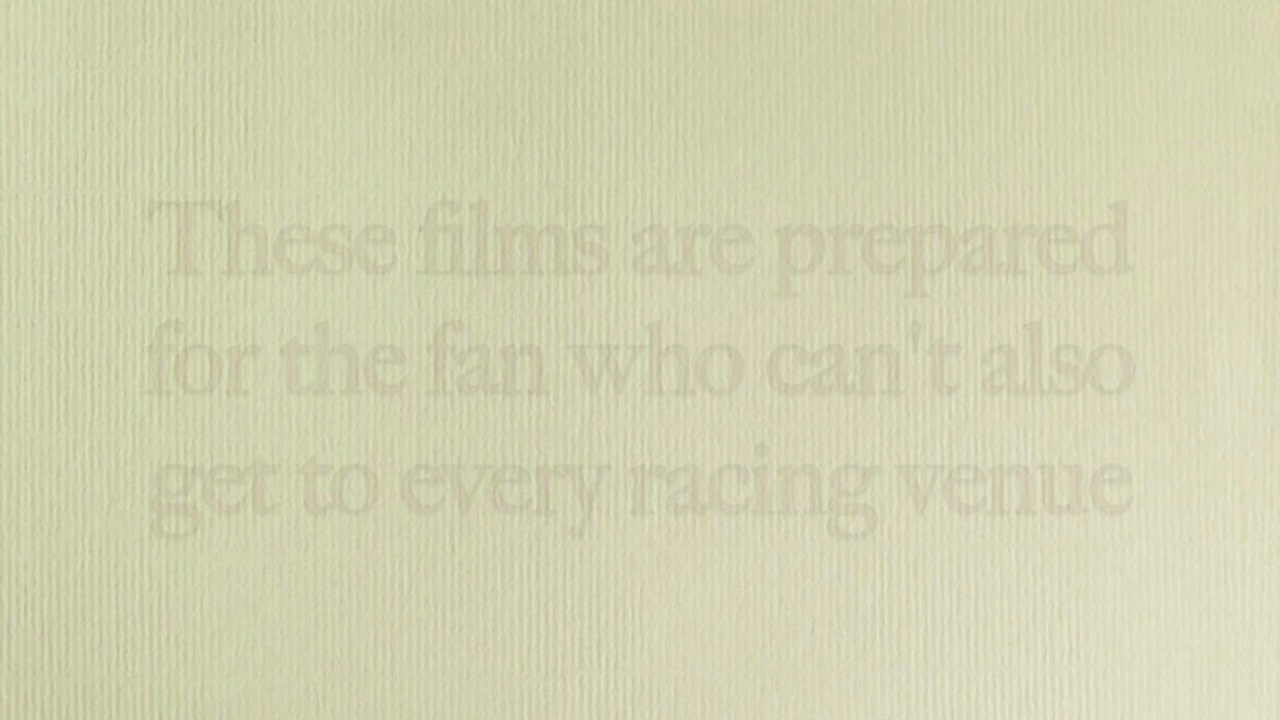 These films are prepared
for the fan who can't also
get to every racing venue